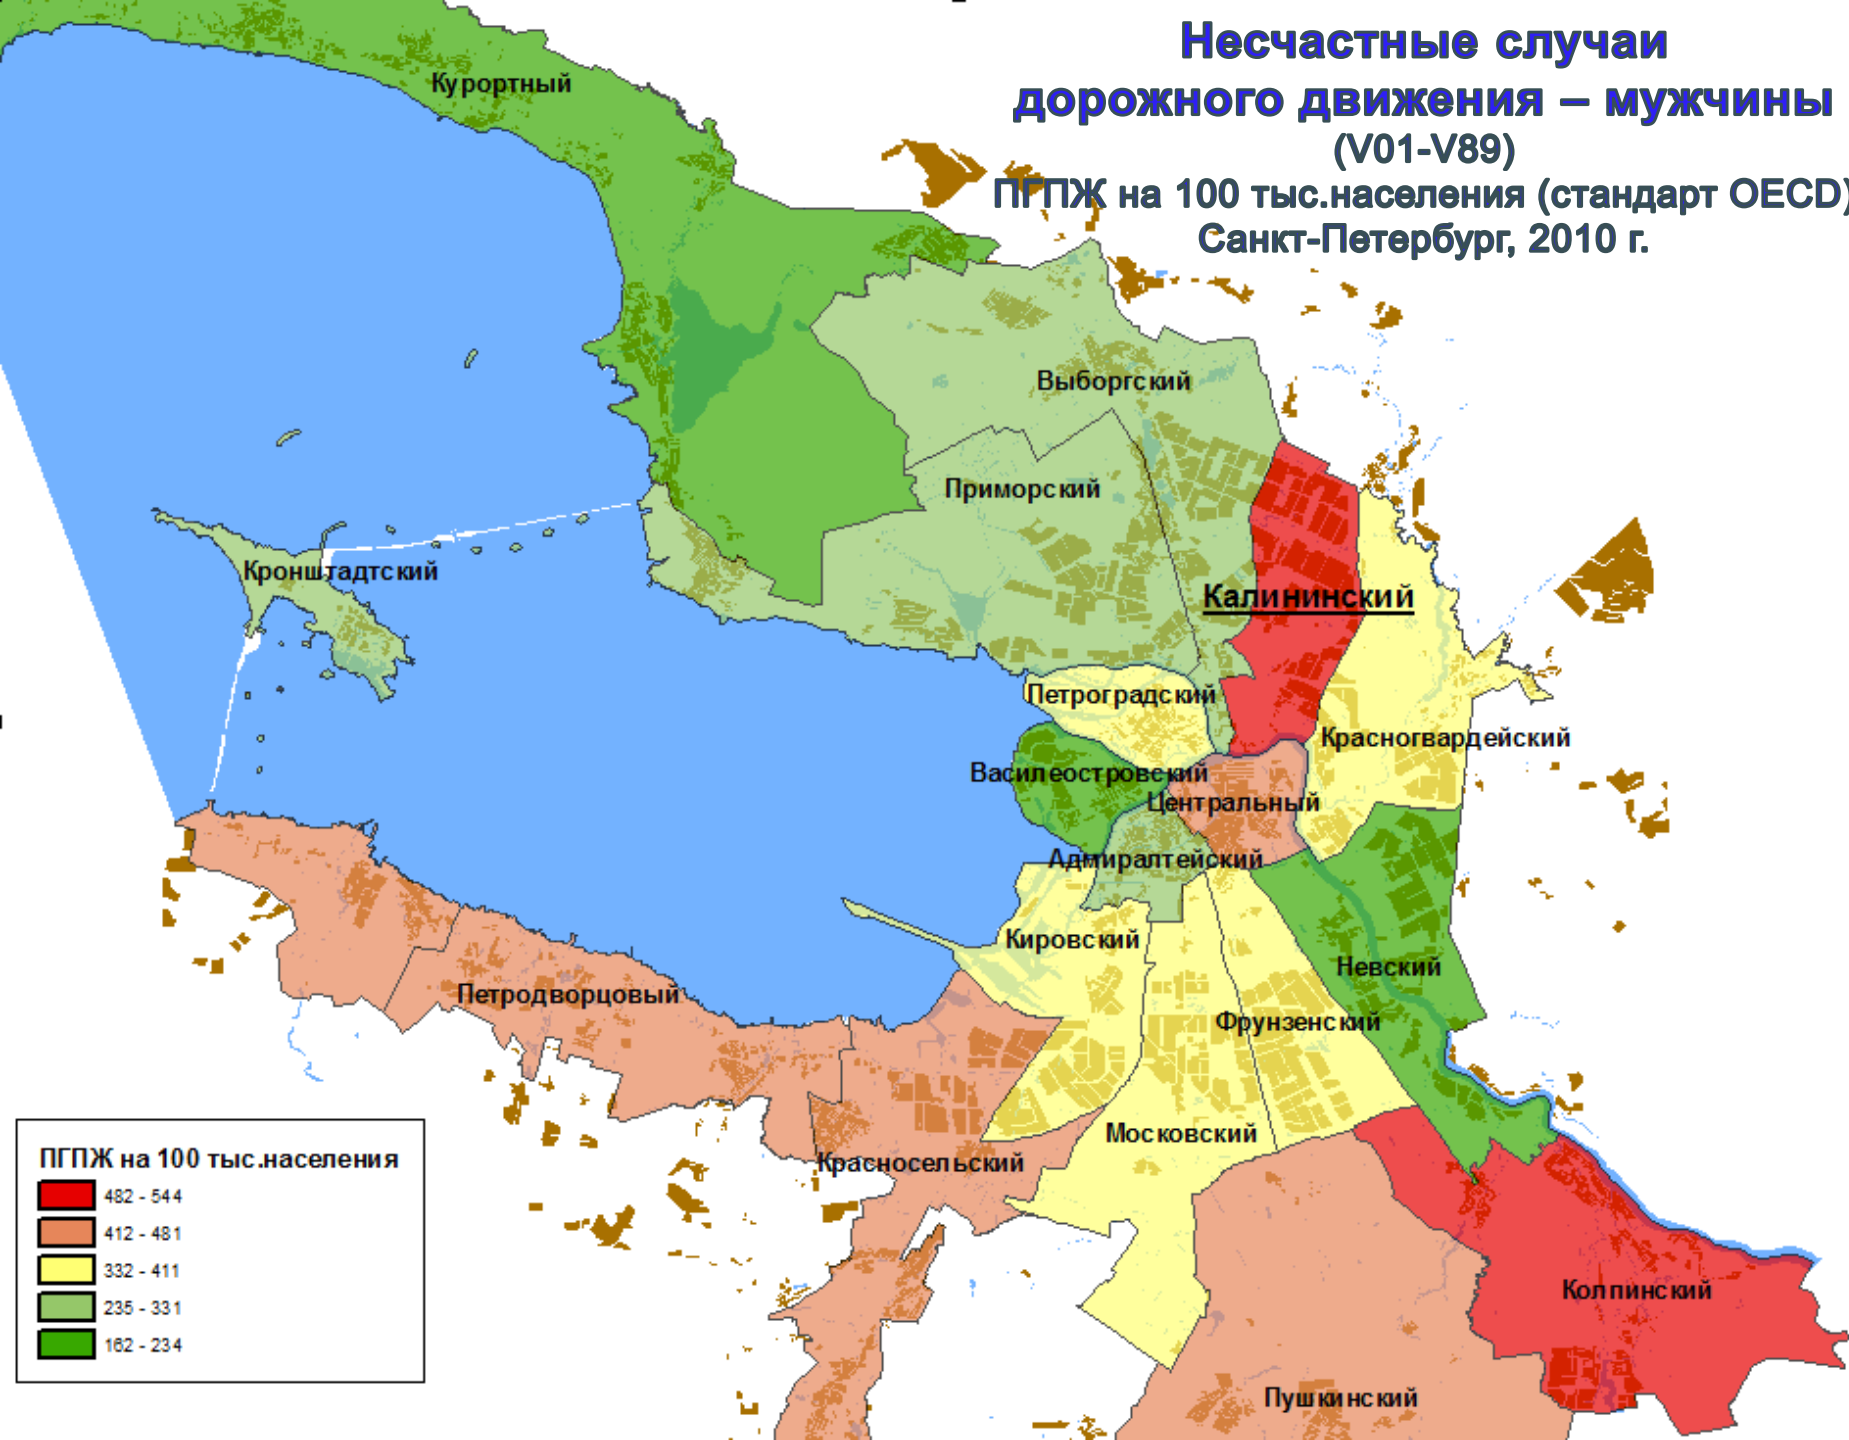 Несчастные случаи
дорожного движения – мужчины
(V01-V89)
ПГПЖ на 100 тыс.населения (стандарт OECD)
Санкт-Петербург, 2010 г.
Курортный
Выборгский
Приморский
Кронштадтский
Калининский
Петроградский
Красногвардейский
Василеостровский
Центральный
Адмиралтейский
Кировский
Невский
Петродворцовый
Фрунзенский
Московский
Красносельский
Колпинский
Пушкинский
ПГПЖ на 100 тыс.населения
482 - 544
412 - 481
332 - 411
235 - 331
162 - 234